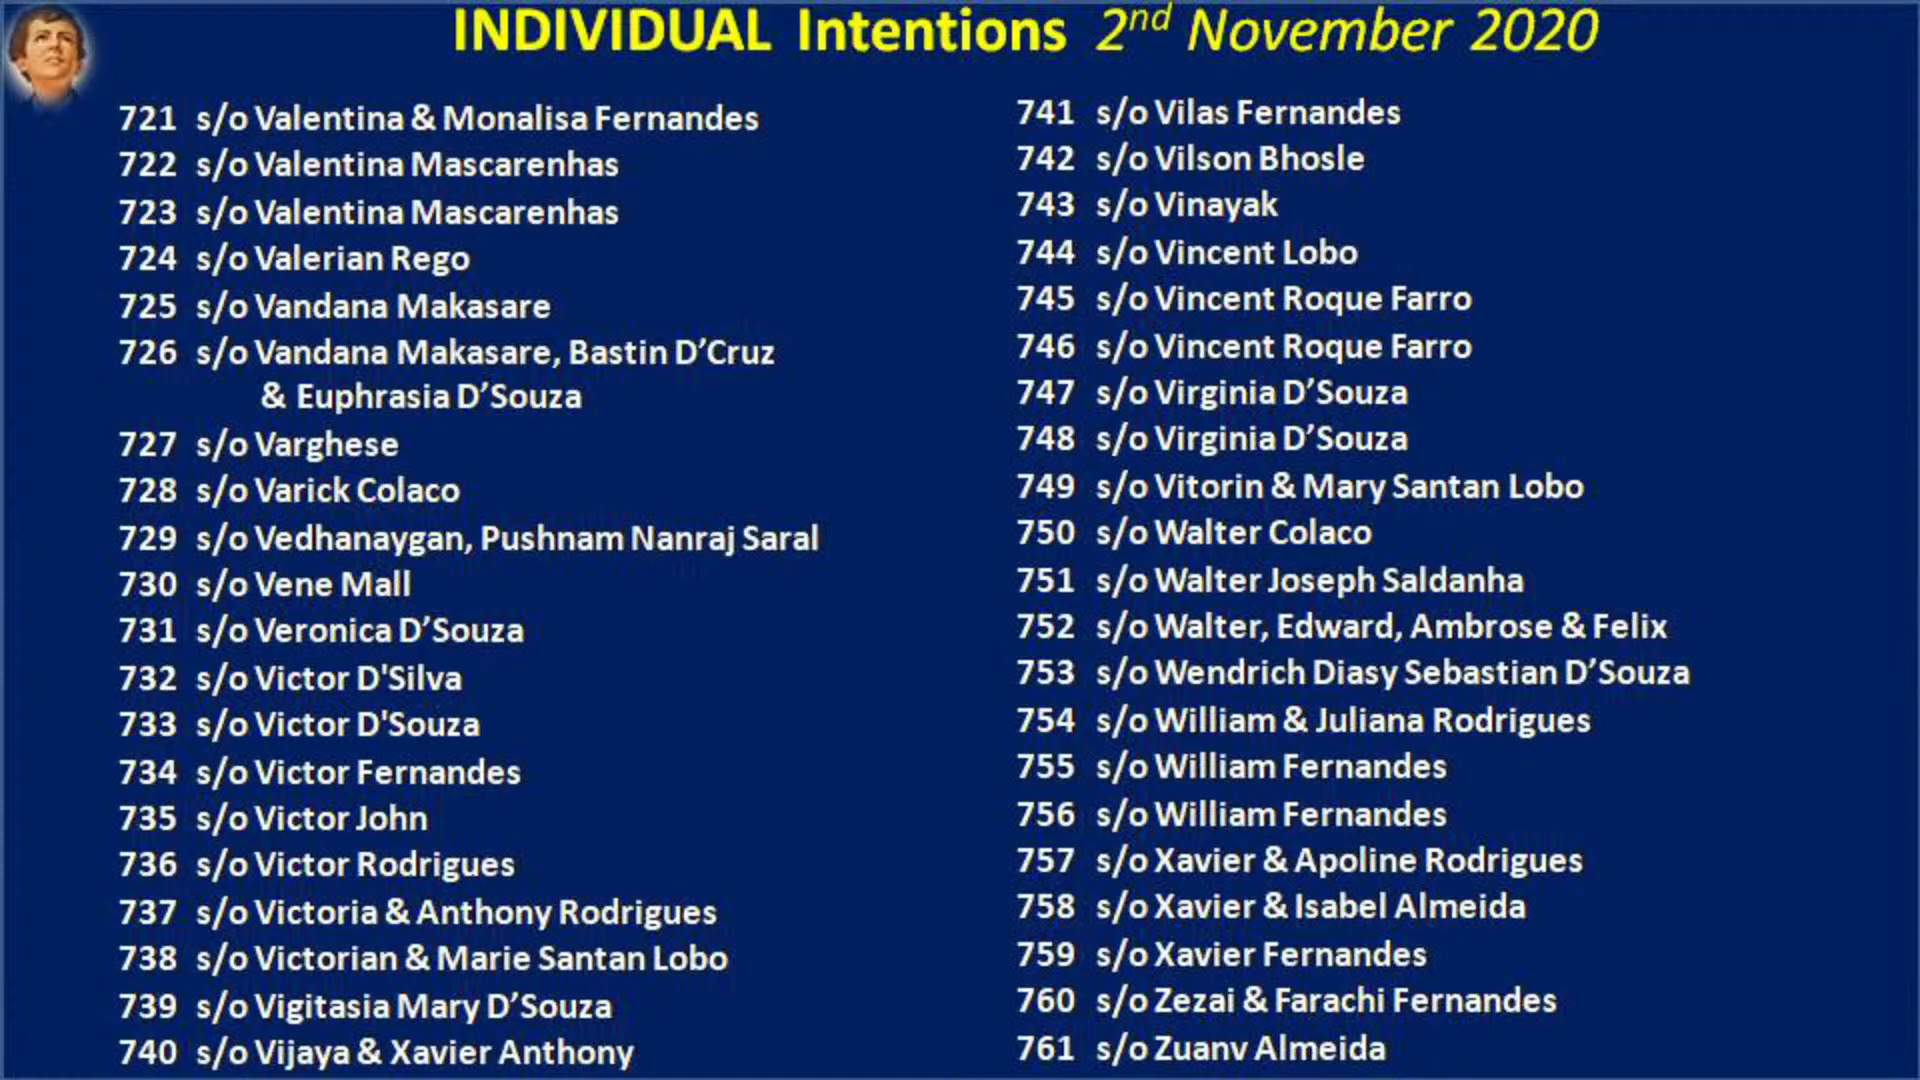 INDIVIDUAL Intentions 2nd November 2020
721 s/o Valentina & Monalisa Fernandes
722 s/o Valentina Mascarenhas
723 s/o Valentina Mascarenhas
724 s/o Valerian Rego
725 s/o Vandana Makasare
726 s/o Vandana Makasare, Bastin D’Cruz
& Euphrasia D’Souza
727 s/o Varghese
728 s/o Varick Colaco
729 s/o Vedhanaygan, Pushnam Nanraj Saral
730 s/o Vene Mall
731 s/o Veronica D’Souza
732 s/o Victor D'Silva
733 s/o Victor D'Souza
734 s/o Victor Fernandes
735 s/o Victor John
736 s/o Victor Rodrigues
737 s/o Victoria & Anthony Rodrigues
738 s/o Victorian & Marie Santan Lobo
739 s/o Vigitasia Mary D’Souza
740 s/o Vijaya & Xavier Anthony
741 s/o Vilas Fernandes
742 s/o Vilson Bhosle
743 s/o Vinayak
744 s/o Vincent Lobo
745 s/o Vincent Roque Farro
746 s/o Vincent Roque Farro
747 s/o Virginia D’Souza
748 s/o Virginia D’Souza
749 s/o Vitorin & Mary Santan Lobo
750 s/o Walter Colaco
751 s/o Walter Joseph Saldanha
752 s/o Walter, Edward, Ambrose & Felix
753 s/o Wendrich Diasy Sebastian D’Souza
754 s/o William & Juliana Rodrigues
755 s/o William Fernandes
756 s/o William Fernandes
757 s/o Xavier & Apoline Rodrigues
758 s/o Xavier & Isabel Almeida
759 s/o Xavier Fernandes
760 s/o Zezai & Farachi Fernandes
761 s/o Zuanv Almeida